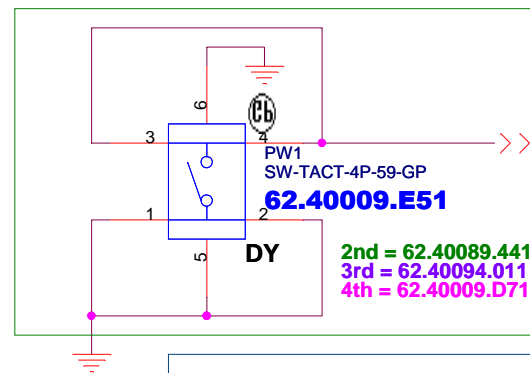 6
3
4
PW1
SW-TACT-4P-59-GP
62.40009.E51
1
2
DY
5
2nd = 62.40089.441
3rd = 62.40094.011
4th = 62.40009.D71